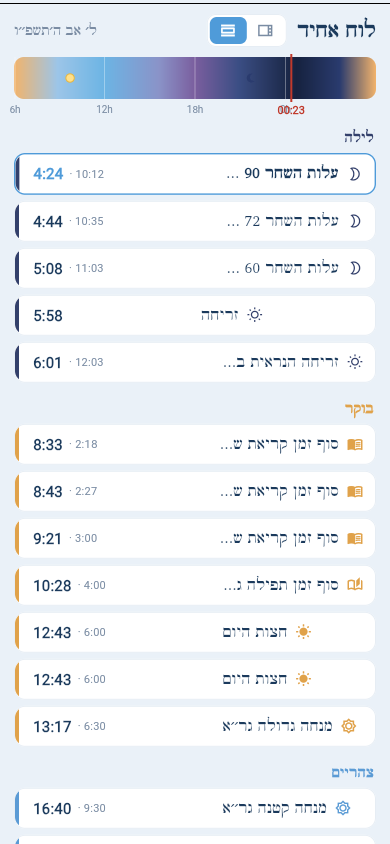 לוח אחיד
ל׳ אב ה׳תשפ״ו
6h 12h 18h 00:23
לילה
עלות השחר 90 ... 4:24 · 10:12
עלות השחר 72 ... 4:44 · 10:35
עלות השחר 60 ... 5:08 · 11:03
זריחה 5:58
זריחה הנראית ב... 6:01 · 12:03
בוקר
סוף זמן קריאת ש... 8:33 · 2:18
סוף זמן קריאת ש... 8:43 · 2:27
סוף זמן קריאת ש... 9:21 · 3:00
סוף זמן תפילה ג... 10:28 · 4:00
חצות היום 12:43 · 6:00
חצות היום 12:43 · 6:00
מנחה גדולה גר״א 13:17 · 6:30
צהריים
מנחה קטנה גר״א 16:40 · 9:30